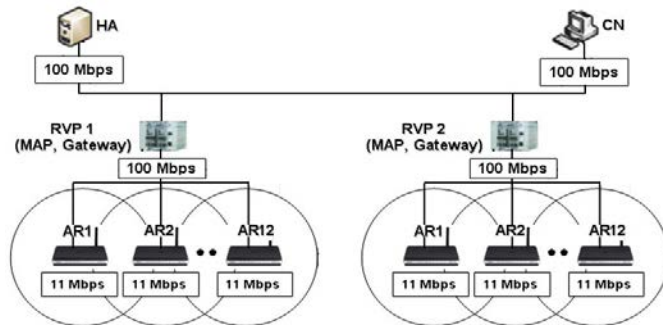 HA
CN
100 Mbps
100 Mbps
RVP 1
(MAP, Gateway)
RVP 2
(MAP, Gateway)
100 Mbps
100 Mbps
AR1
AR2
AR12
AR1
AR2
AR12
11 Mbps
11 Mbps
11 Mbps
11 Mbps
11 Mbps
11 Mbps